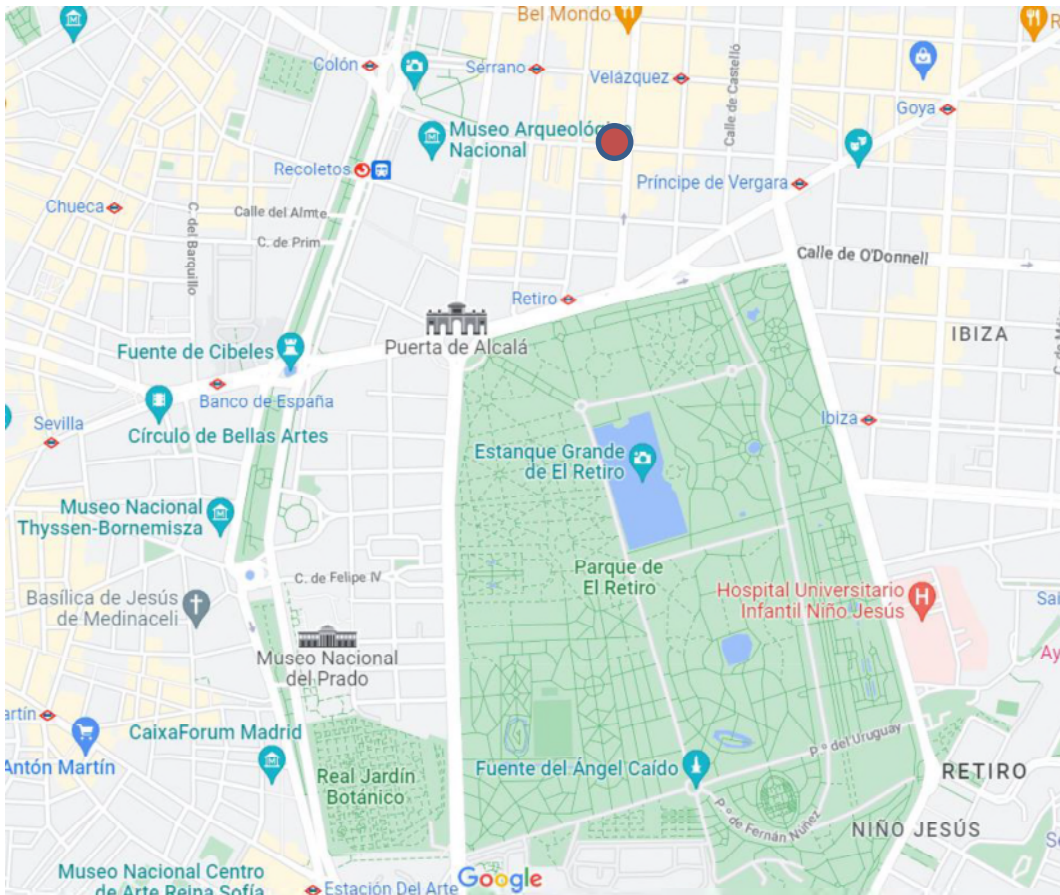 Bel Mondo
R
Colón
Serrano
Velázquez
Calle de Castelló
Goya
Museo Arqueológico
Nacional
Recoletos
Príncipe de Vergara
Chueca
C. del Barquillo
Calle del Almte.
C. de Prim
Calle de O'Donnell
Retiro
IBIZA
Puerta de Alcalá
Fuente de Cibeles
Banco de España
Sevilla
Círculo de Bellas Artes
Ibiza
Estanque Grande
de El Retiro
Museo Nacional
Thyssen-Bornemisza
Parque de
El Retiro
C. de Felipe IV
Hospital Universitario
Infantil Niño Jesús
H
Sai
Basílica de Jesús
de Medinaceli
Museo Nacional
del Prado
Ay
artín
CaixaForum Madrid
Pº del Uruguay
Antón Martín
Real Jardín
Botánico
Fuente del Ángel Caído
RETIRO
Pº de Fernán Núñez
NIÑO JESÚS
Museo Nacional Centro
de Arte Reina Sofía
Estación Del Arte
Google